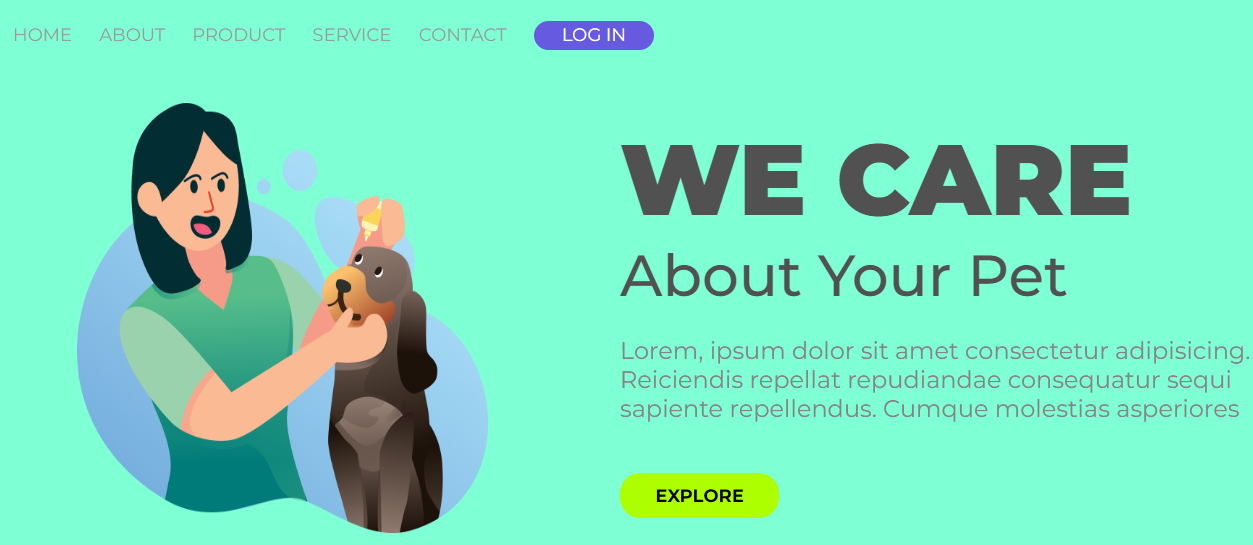 HOME ABOUT PRODUCT SERVICE CONTACT LOG IN
WE CARE
About Your Pet
Lorem, ipsum dolor sit amet consectetur adipisicing.
Reiciendis repellat repudiandae consequatur sequi
sapiente repellendus. Cumque molestias asperiores
EXPLORE